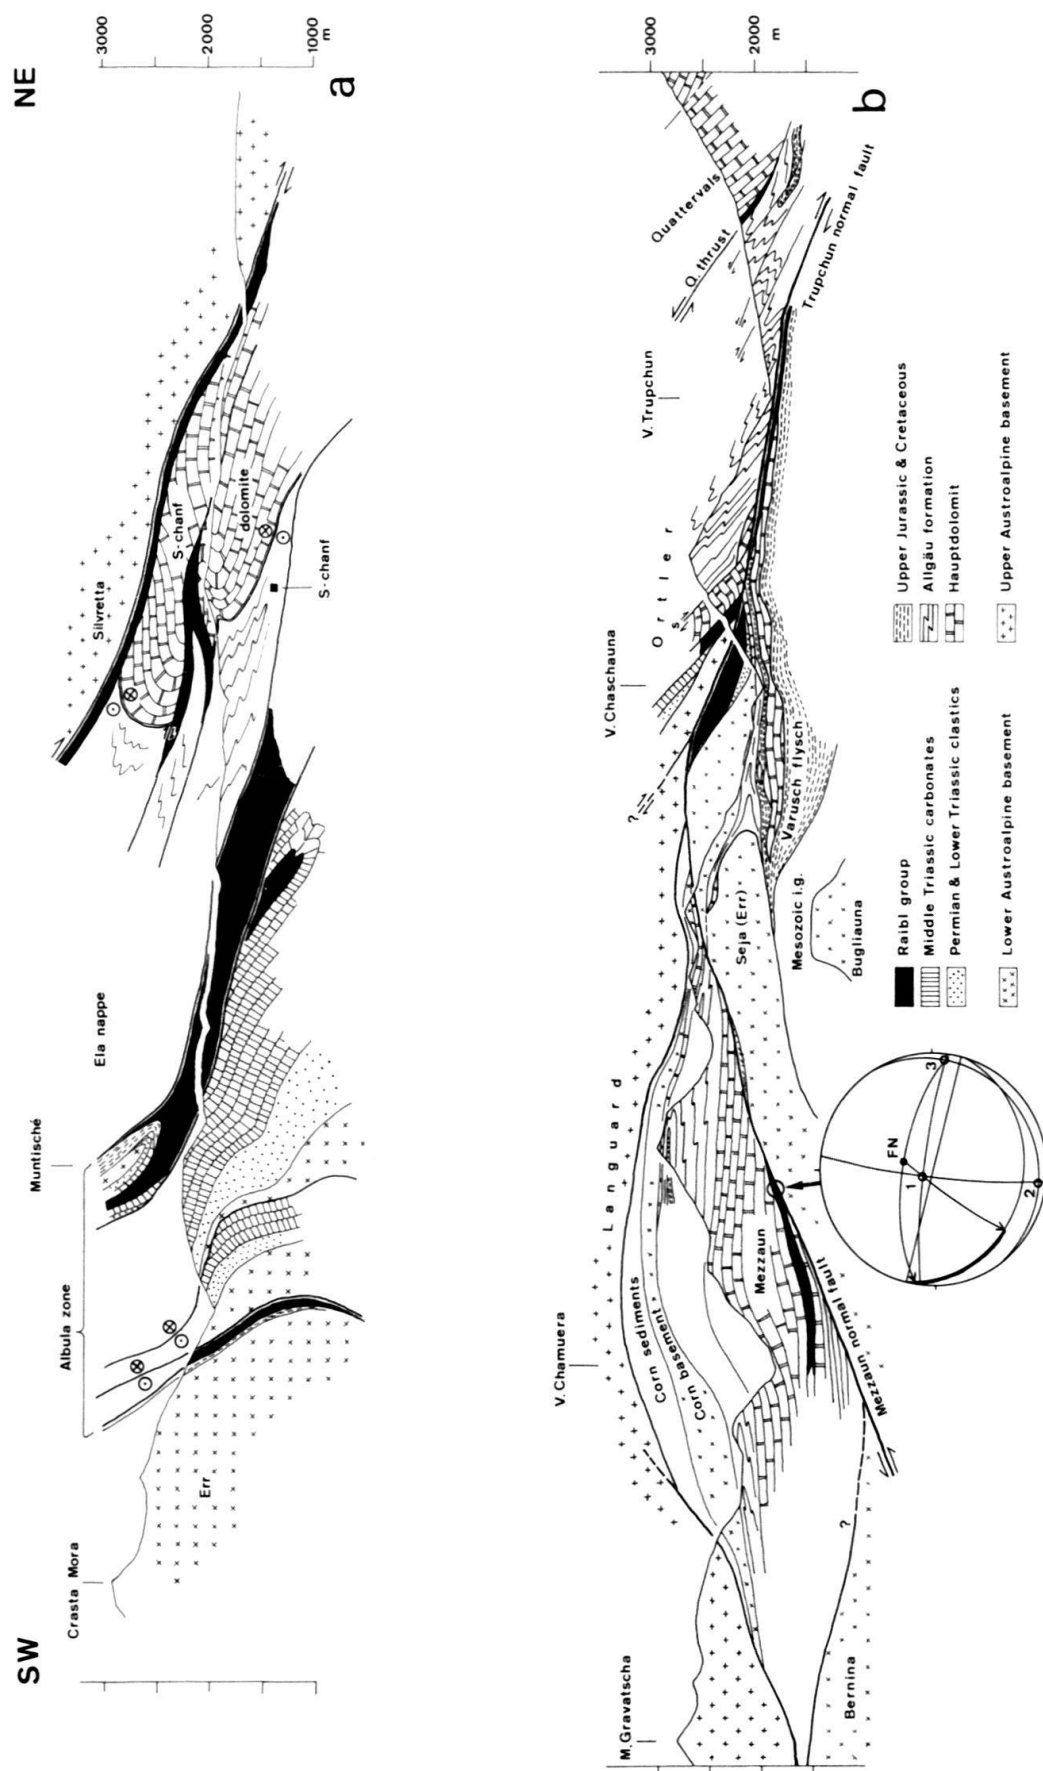 SW
NE
Crasta Mora
Albula zone
Muntische
Ela nappe
Silvretta
S-chanf
dolomite
S-chanf
Err
3000
2000
1000
m
a
M. Gravatscha
V. Chamuera
Languard
V. Chaschauna
Ortler
V. Trupchun
Q. thrust
Quattervals
3000
2000
m
b
?
Corn sediments
Corn basement
Mezzaun
Seja (Err)
Varusch flysch
Trupchun normal fault
Mezzaun normal fault
?
Bernina
Mesozoic i.g.
Bugliauna
FN
1
2
3
Raibl group
Middle Triassic carbonates
Permian & Lower Triassic clastics
Lower Austroalpine basement
Upper Jurassic & Cretaceous
Allgäu formation
Hauptdolomit
Upper Austroalpine basement